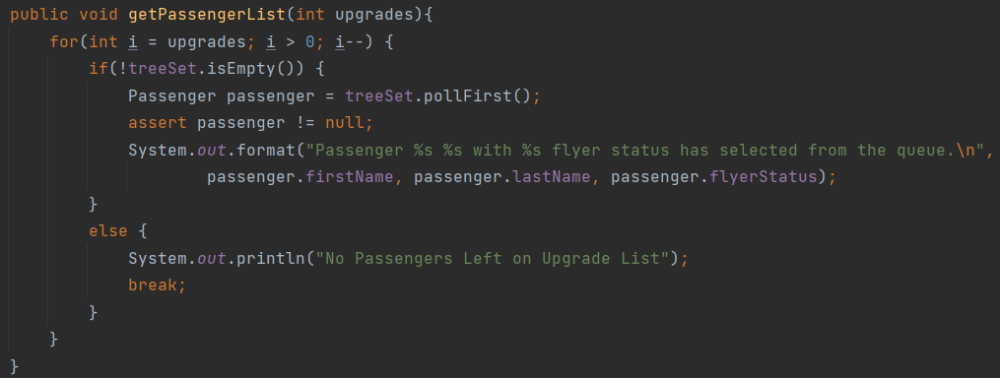 public void getPassengerList(int upgrades){
    for(int i = upgrades; i > 0; i--) {
        if(!treeSet.isEmpty()) {
            Passenger passenger = treeSet.pollFirst();
            assert passenger != null;
            System.out.format("Passenger %s %s with %s flyer status has selected from the queue.\n",
                    passenger.firstName, passenger.lastName, passenger.flyerStatus);
        }
        else {
            System.out.println("No Passengers Left on Upgrade List");
            break;
        }
    }
}